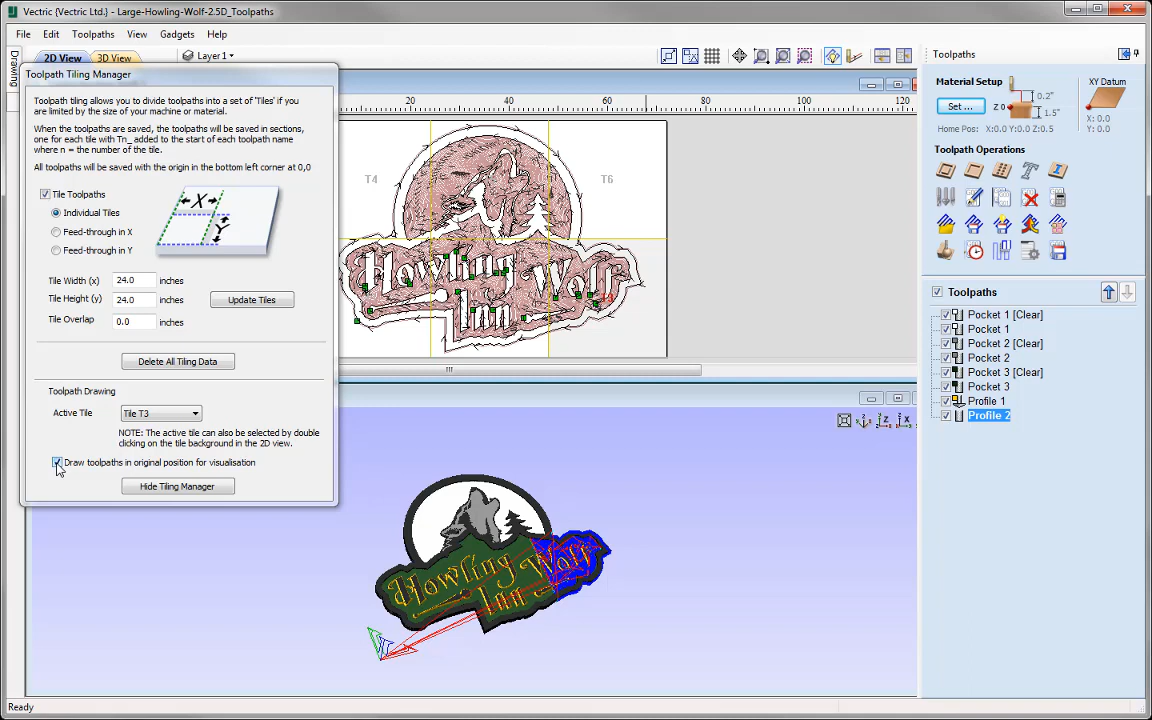 Vectric {Vectric Ltd.} - Large-Howling-Wolf-2.5D_Toolpaths
File Edit Toolpaths View Gadgets Help
Drawing
2D View 3D View Layer 1
Toolpath Tiling Manager
Toolpath tiling allows you to divide toolpaths into a set of 'Tiles' if you
are limited by the size of your machine or material.
When the toolpaths are saved, the toolpaths will be saved in sections,
one for each tile with Tn_ added to the start of each toolpath name
where n = the number of the tile.
All toolpaths will be saved with the origin in the bottom left corner at 0,0
Tile Toolpaths
Individual Tiles
Feed-through in X
Feed-through in Y
X
Y
Tile Width (x) 24.0 inches
Tile Height (y) 24.0 inches
Update Tiles
Tile Overlap 0.0 inches
Delete All Tiling Data
Toolpath Drawing
Active Tile Tile T3
NOTE: The active tile can also be selected by double
clicking on the tile background in the 2D view.
Draw toolpaths in original position for visualisation
Hide Tiling Manager
20 40 60 80 100 120
T4 T6
Howling Wolf
T3
Inn
Howling Wolf
Inn
Toolpaths
Material Setup
Set ...
Z 0
0.2"
1.5"
Home Pos: X:0.0 Y:0.0 Z:0.5
XY Datum
X: 0.0
Y: 0.0
Toolpath Operations
Toolpaths
Pocket 1 [Clear]
Pocket 1
Pocket 2 [Clear]
Pocket 2
Pocket 3 [Clear]
Pocket 3
Profile 1
Profile 2
Ready